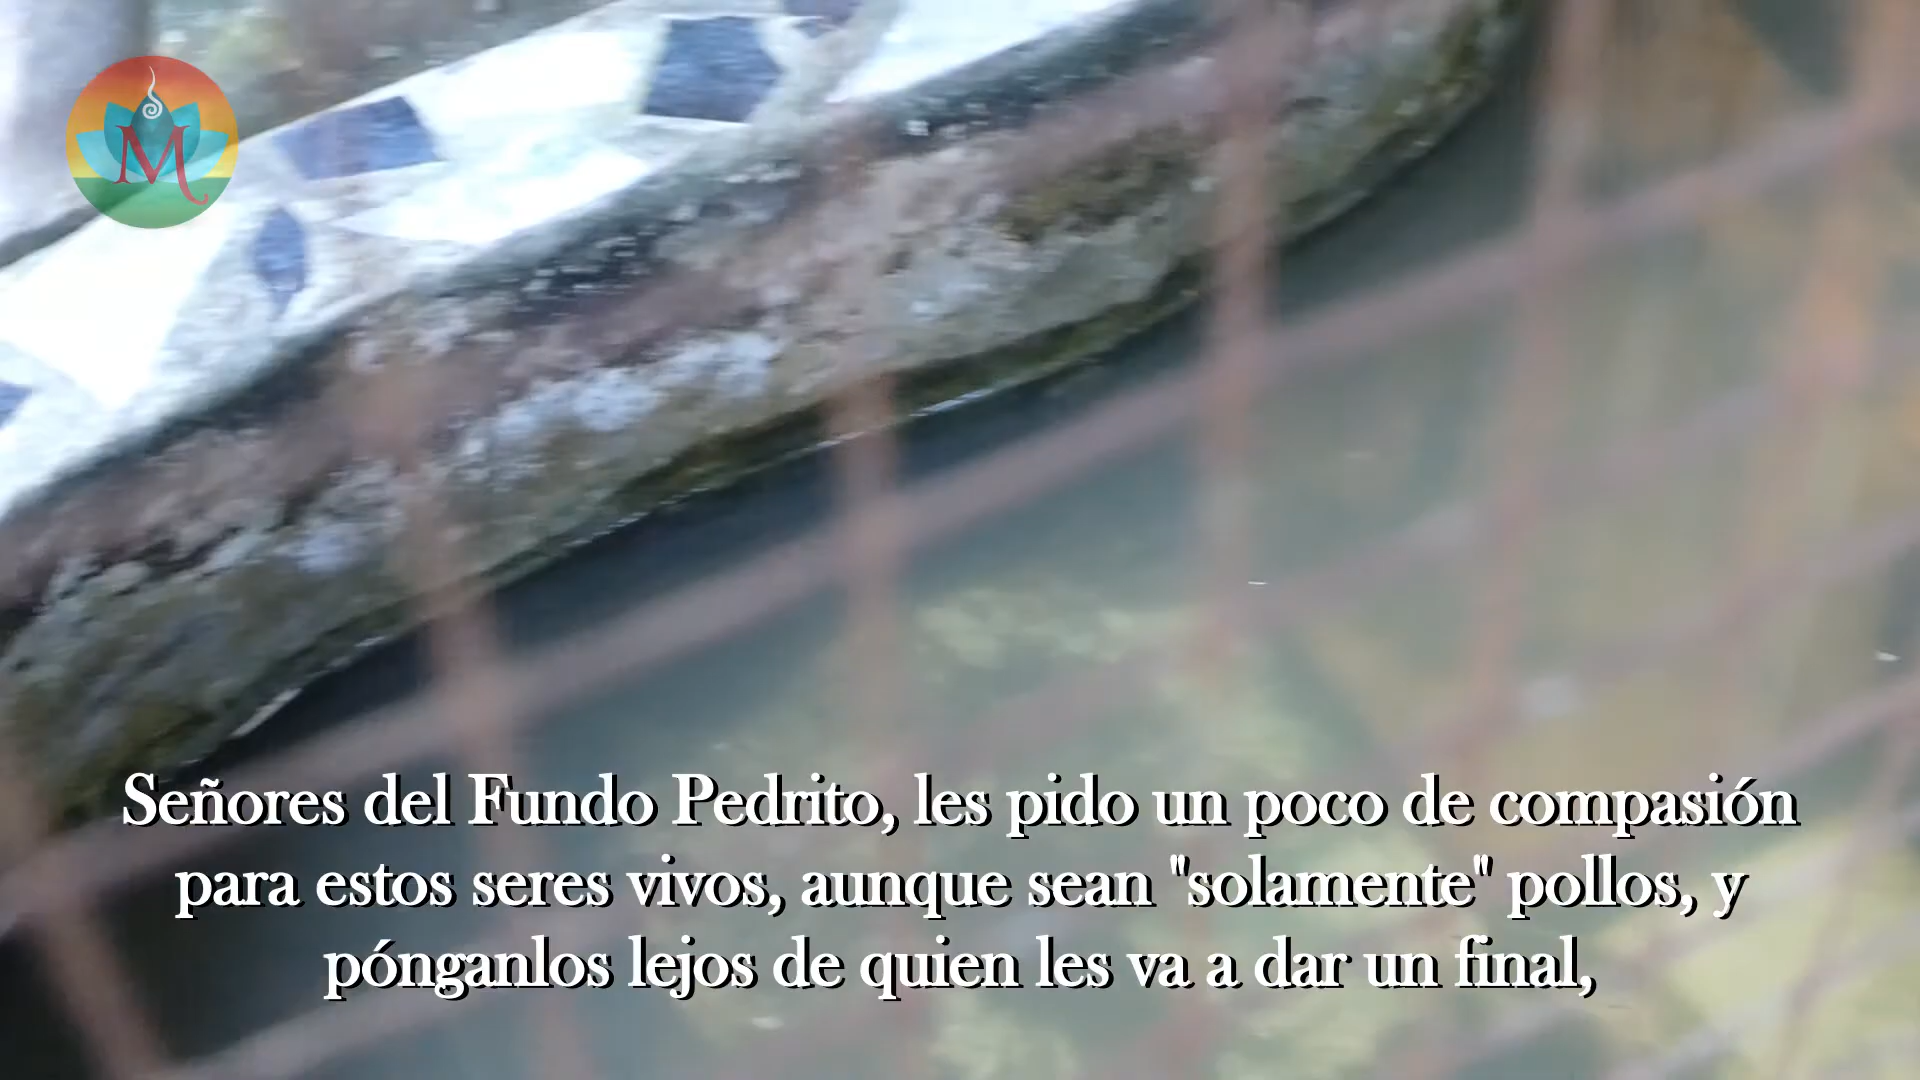 M
Señores del Fundo Pedrito, les pido un poco de compasión
para estos seres vivos, aunque sean "solamente" pollos, y
pónganlos lejos de quien les va a dar un final,